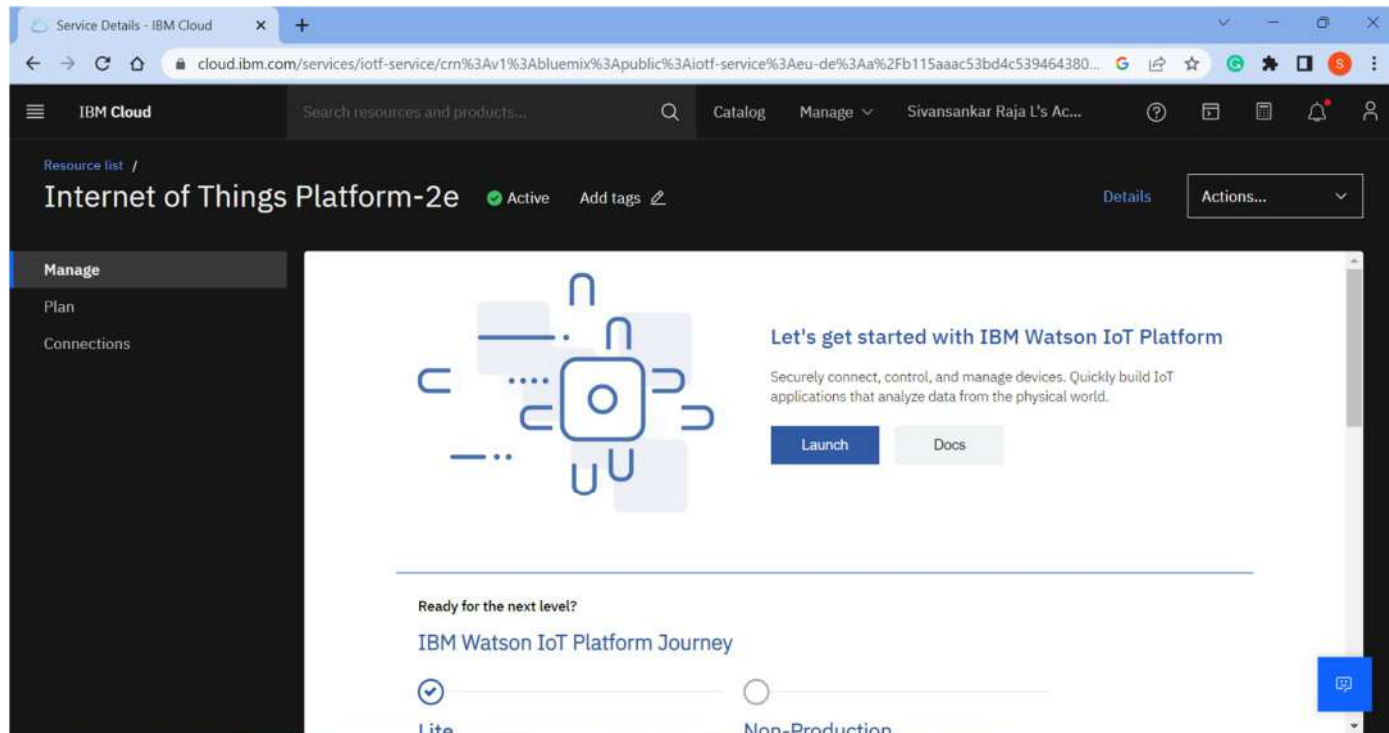 Service Details - IBM Cloud
cloud.ibm.com/services/iotf-service/crn%3Av1%3Abluemix%3Apublic%3Aiotf-service%3Aeu-de%3Aa%2Fb115aaac53bd4c539464380...
S
IBM Cloud
Search resources and products...
Catalog
Manage
Sivansankar Raja L's Ac...
Resource list /
Internet of Things Platform-2e
Active
Add tags
Details
Actions...
Manage
Plan
Connections
Let's get started with IBM Watson IoT Platform
Securely connect, control, and manage devices. Quickly build IoT
applications that analyze data from the physical world.
Launch
Docs
Ready for the next level?
IBM Watson IoT Platform Journey
Lite
Non-Production